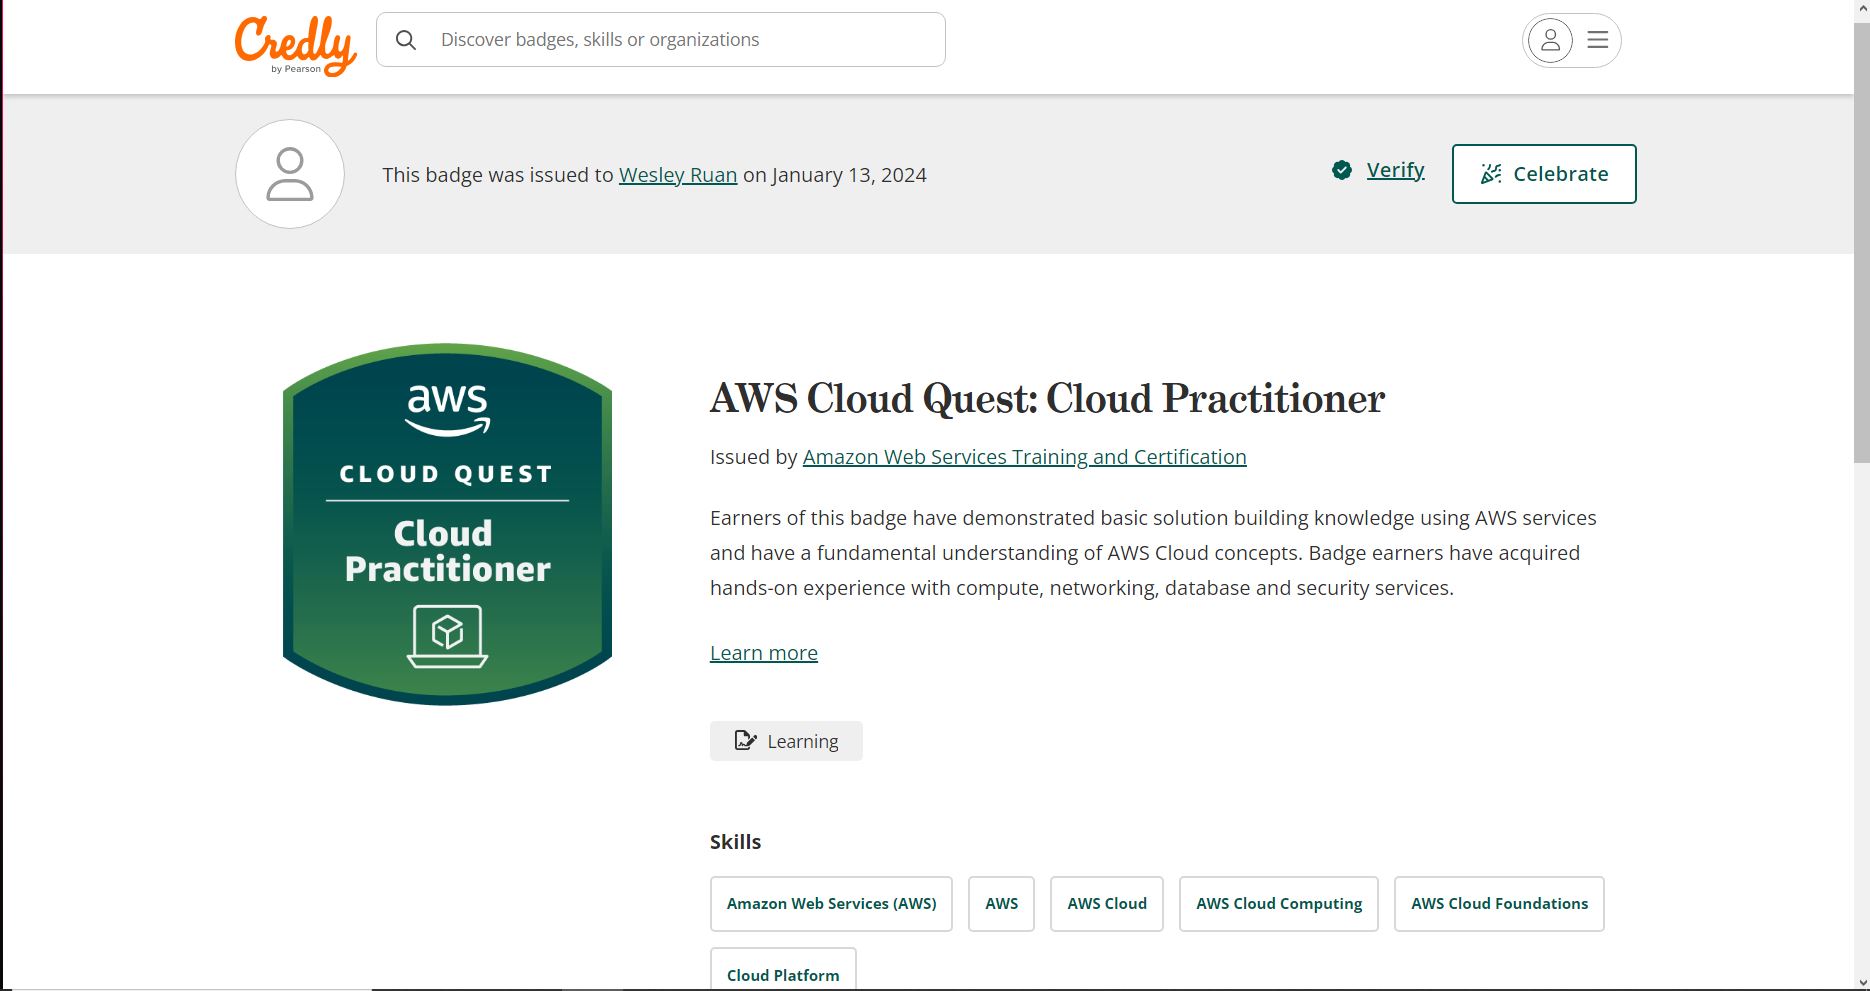 Credly
by Pearson
Discover badges, skills or organizations
This badge was issued to Wesley Ruan on January 13, 2024
Verify
Celebrate
aws
CLOUD QUEST
Cloud
Practitioner
AWS Cloud Quest: Cloud Practitioner
Issued by Amazon Web Services Training and Certification
Earners of this badge have demonstrated basic solution building knowledge using AWS services
and have a fundamental understanding of AWS Cloud concepts. Badge earners have acquired
hands-on experience with compute, networking, database and security services.
Learn more
Learning
Skills
Amazon Web Services (AWS)
AWS
AWS Cloud
AWS Cloud Computing
AWS Cloud Foundations
Cloud Platform